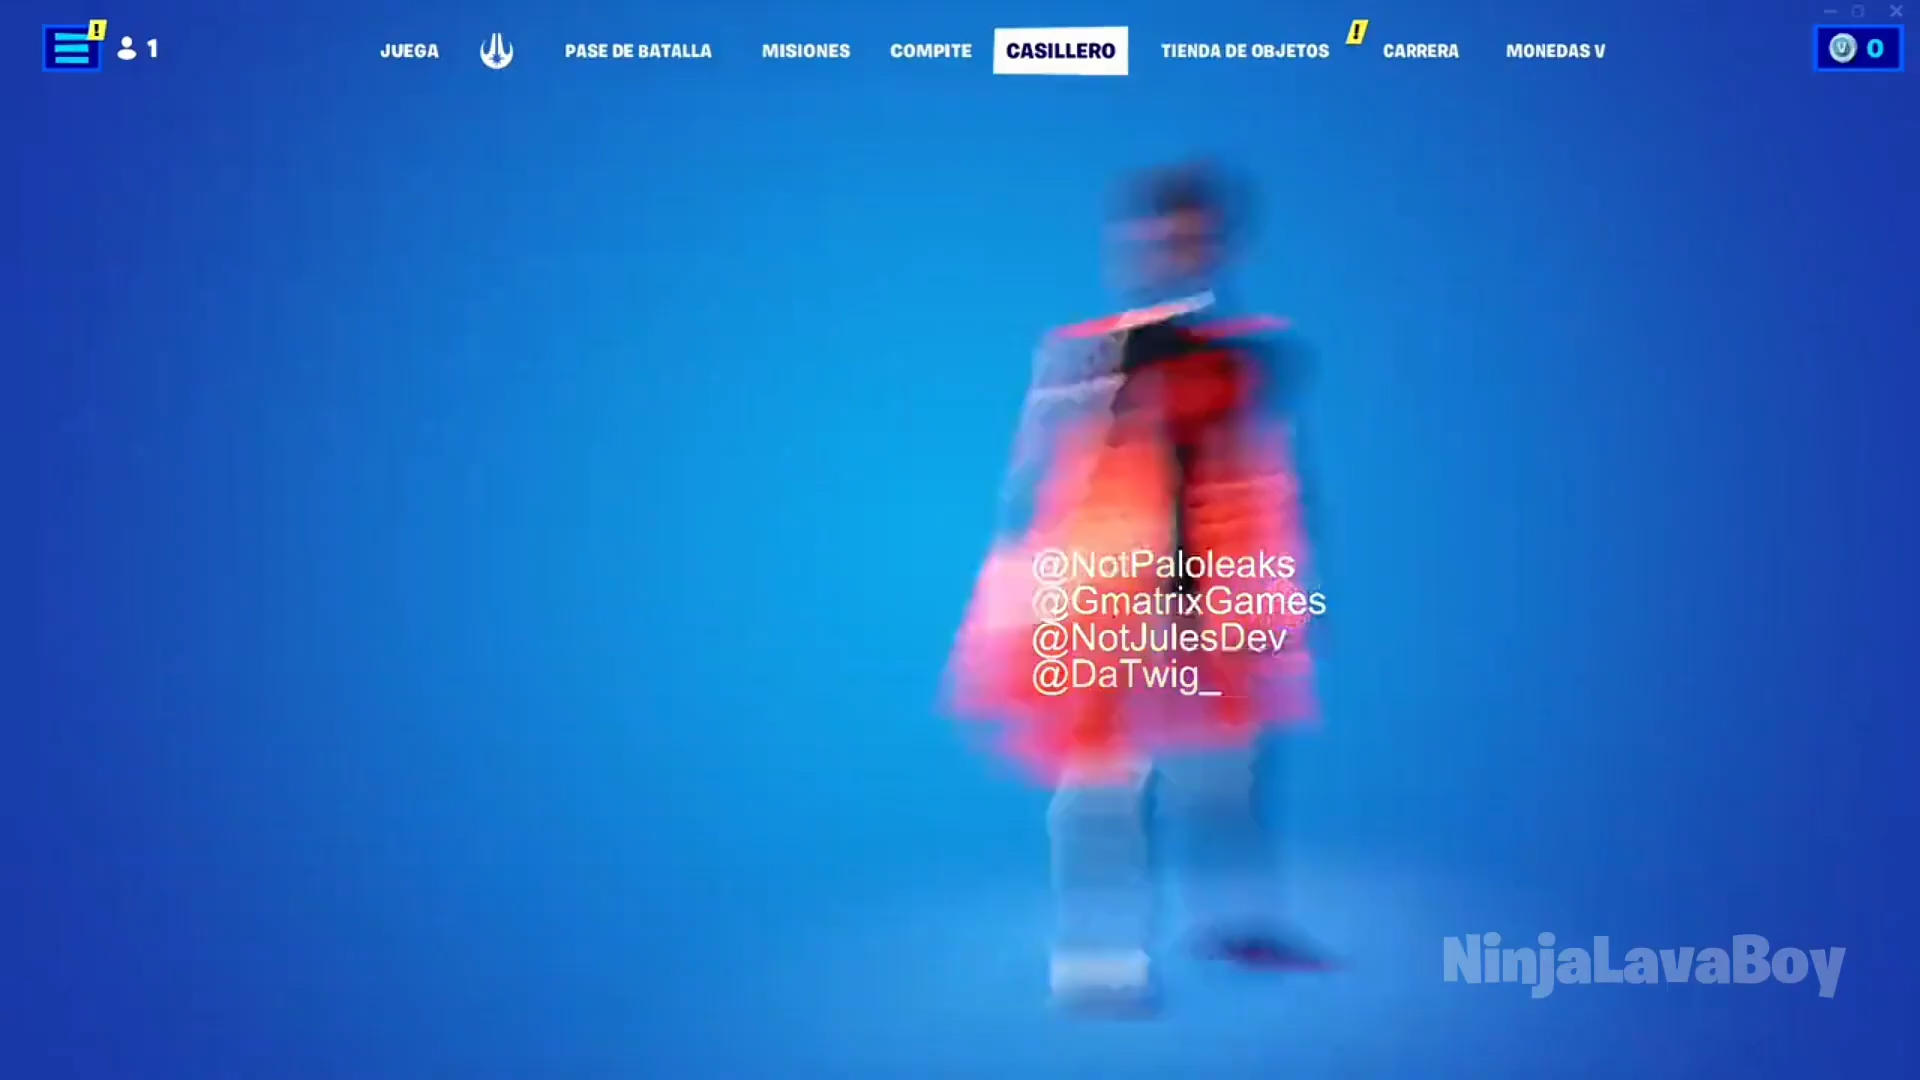 ! 1 JUEGA PASE DE BATALLA MISIONES COMPITE CASILLERO TIENDA DE OBJETOS ! CARRERA MONEDAS V V 0
@NotPaloleaks
@GmatrixGames
@NotJulesDev
@DaTwig_
NinjaLavaBoy